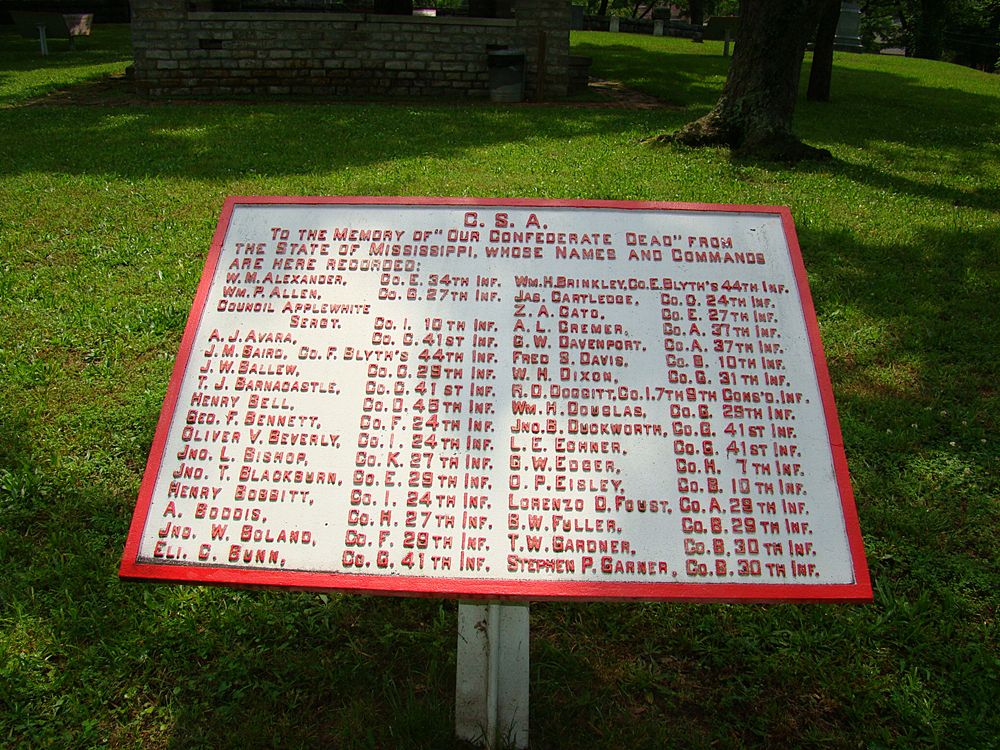 C. S. A.
TO THE MEMORY OF "OUR CONFEDERATE DEAD" FROM
THE STATE OF MISSISSIPPI, WHOSE NAMES AND COMMANDS
ARE HERE RECORDED:
W. M. ALEXANDER, CO. E. 34TH INF.
WM. P. ALLEN, CO. G. 27TH INF.
COUNCIL APPLEWHITE
SERGT. CO. I. 10TH INF.
A. J. AVARA, CO. C. 41ST INF.
J. M. BAIRD, CO. F. BLYTH'S 44TH INF.
J. W. BALLEW, CO. C. 29TH INF.
T. J. BARNACASTLE, CO. C. 41ST INF.
HENRY BELL, CO. D. 45TH INF.
GEO. F. BENNETT, CO. F. 24TH INF.
OLIVER V. BEVERLY, CO. I. 24TH INF.
JNO. L. BISHOP, CO. K. 27TH INF.
JNO. T. BLACKBURN, CO. E. 29TH INF.
HENRY BOBBITT, CO. I. 24TH INF.
A. BODDIS, CO. H. 27TH INF.
JNO. W. BOLAND, CO. F. 29TH INF.
ELI. C. BUNN, CO. G. 41TH INF.
WM. H. BRINKLEY, CO. E. BLYTH'S 44TH INF.
JAS. CARTLEDGE, CO. D. 24TH INF.
Z. A. CATO, CO. E. 27TH INF.
A. L. CREMER, CO. A. 37TH INF.
C. W. DAVENPORT, CO. A. 37TH INF.
FRED S. DAVIS, CO. B. 10TH INF.
W. H. DIXON, CO. G. 31TH INF.
R. D. DOGGITT, CO. I. 7TH 9TH CONS'D. INF.
WM. H. DOUGLAS, CO. G. 29TH INF.
JNO. B. DUCKWORTH, CO. G. 41ST INF.
L. E. ECHNER, CO. G. 41ST INF.
G. W. EDGER, CO. H. 7TH INF.
O. P. EISLEY, CO. B. 10TH INF.
LORENZO D. FOUST, CO. A. 29TH INF.
B. W. FULLER, CO. B. 29TH INF.
T. W. GARDNER, CO. B. 30TH INF.
STEPHEN P. GARNER, CO. B. 30TH INF.